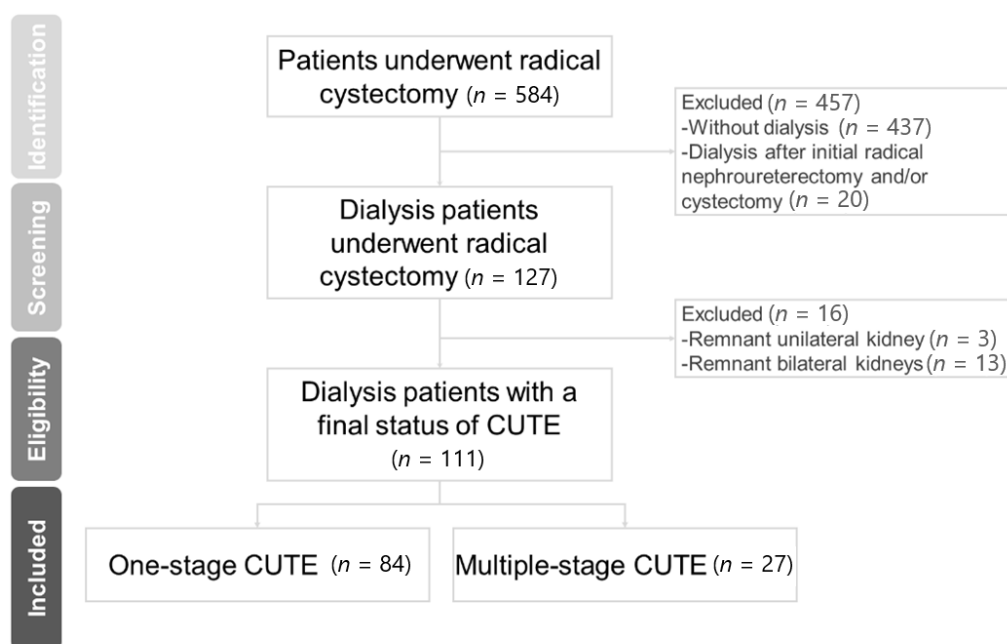 Identification
Patients underwent radical
cystectomy (n = 584)
Excluded (n = 457)
-Without dialysis (n = 437)
-Dialysis after initial radical
nephroureterectomy and/or
cystectomy (n = 20)
Screening
Dialysis patients
underwent radical
cystectomy (n = 127)
Excluded (n = 16)
-Remnant unilateral kidney (n = 3)
-Remnant bilateral kidneys (n = 13)
Eligibility
Dialysis patients with a
final status of CUTE
(n = 111)
Included
One-stage CUTE (n = 84)
Multiple-stage CUTE (n = 27)